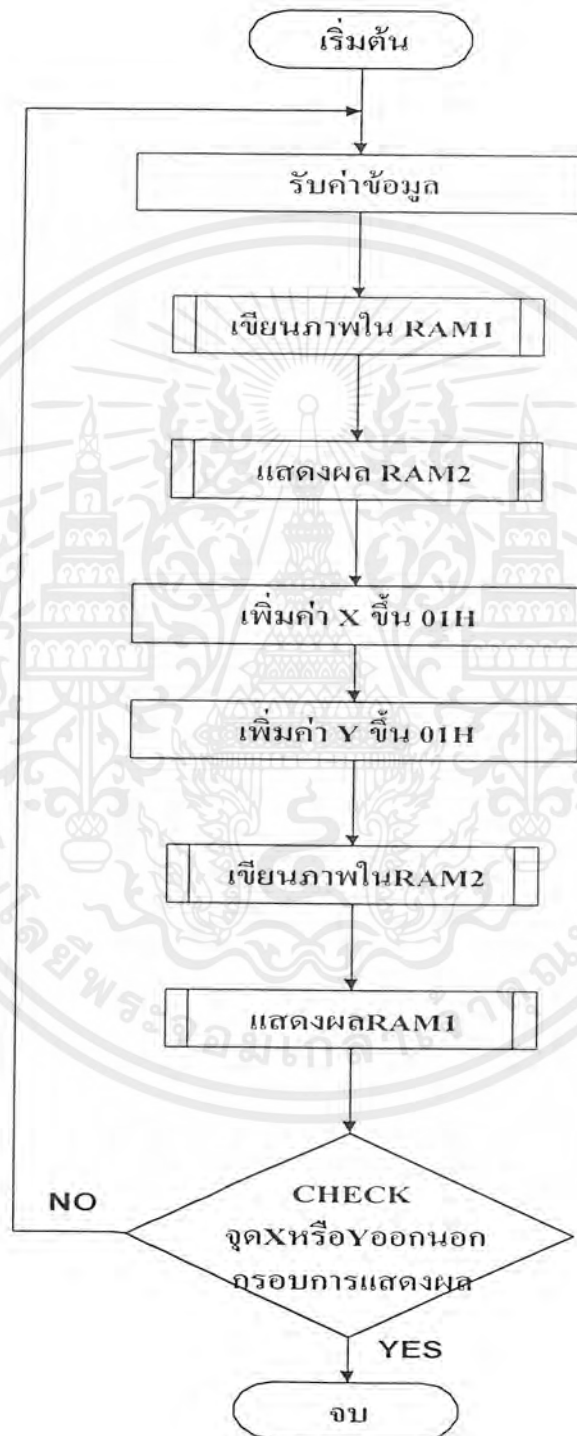 เริ่มต้น
รับค่าข้อมูล
เขียนภาพใน RAM1
แสดงผล RAM2
เพิ่มค่า X ขึ้น 01H
เพิ่มค่า Y ขึ้น 01H
เขียนภาพในRAM2
แสดงผลRAM1
CHECK
จุดXหรือYออกนอก
กรอบการแสดงผล
NO
YES
จบ